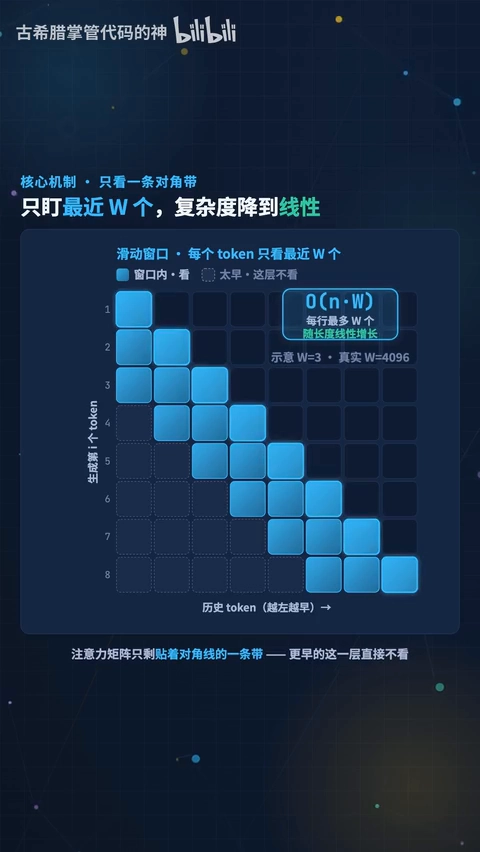 古希腊掌管代码的神 bilibili
核心机制 · 只看一条对角带
只盯最近 W 个，复杂度降到线性
滑动窗口 · 每个 token 只看最近 W 个
窗口内·看 太早·这层不看
O(n·W)
每行最多 W 个
随长度线性增长
示意 W=3 · 真实 W=4096
生成第 i 个 token
1
2
3
4
5
6
7
8
历史 token（越左越早）→
注意力矩阵只剩贴着对角线的一条带 —— 更早的这一层直接不看